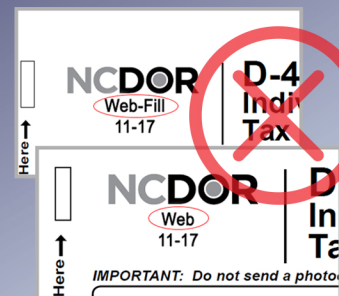 NCDOR
Web-Fill
11-17
D-4
Indiv
Tax
Here
NCDOR
Web
11-17
D
In
Ta
Here
IMPORTANT: Do not send a photoc